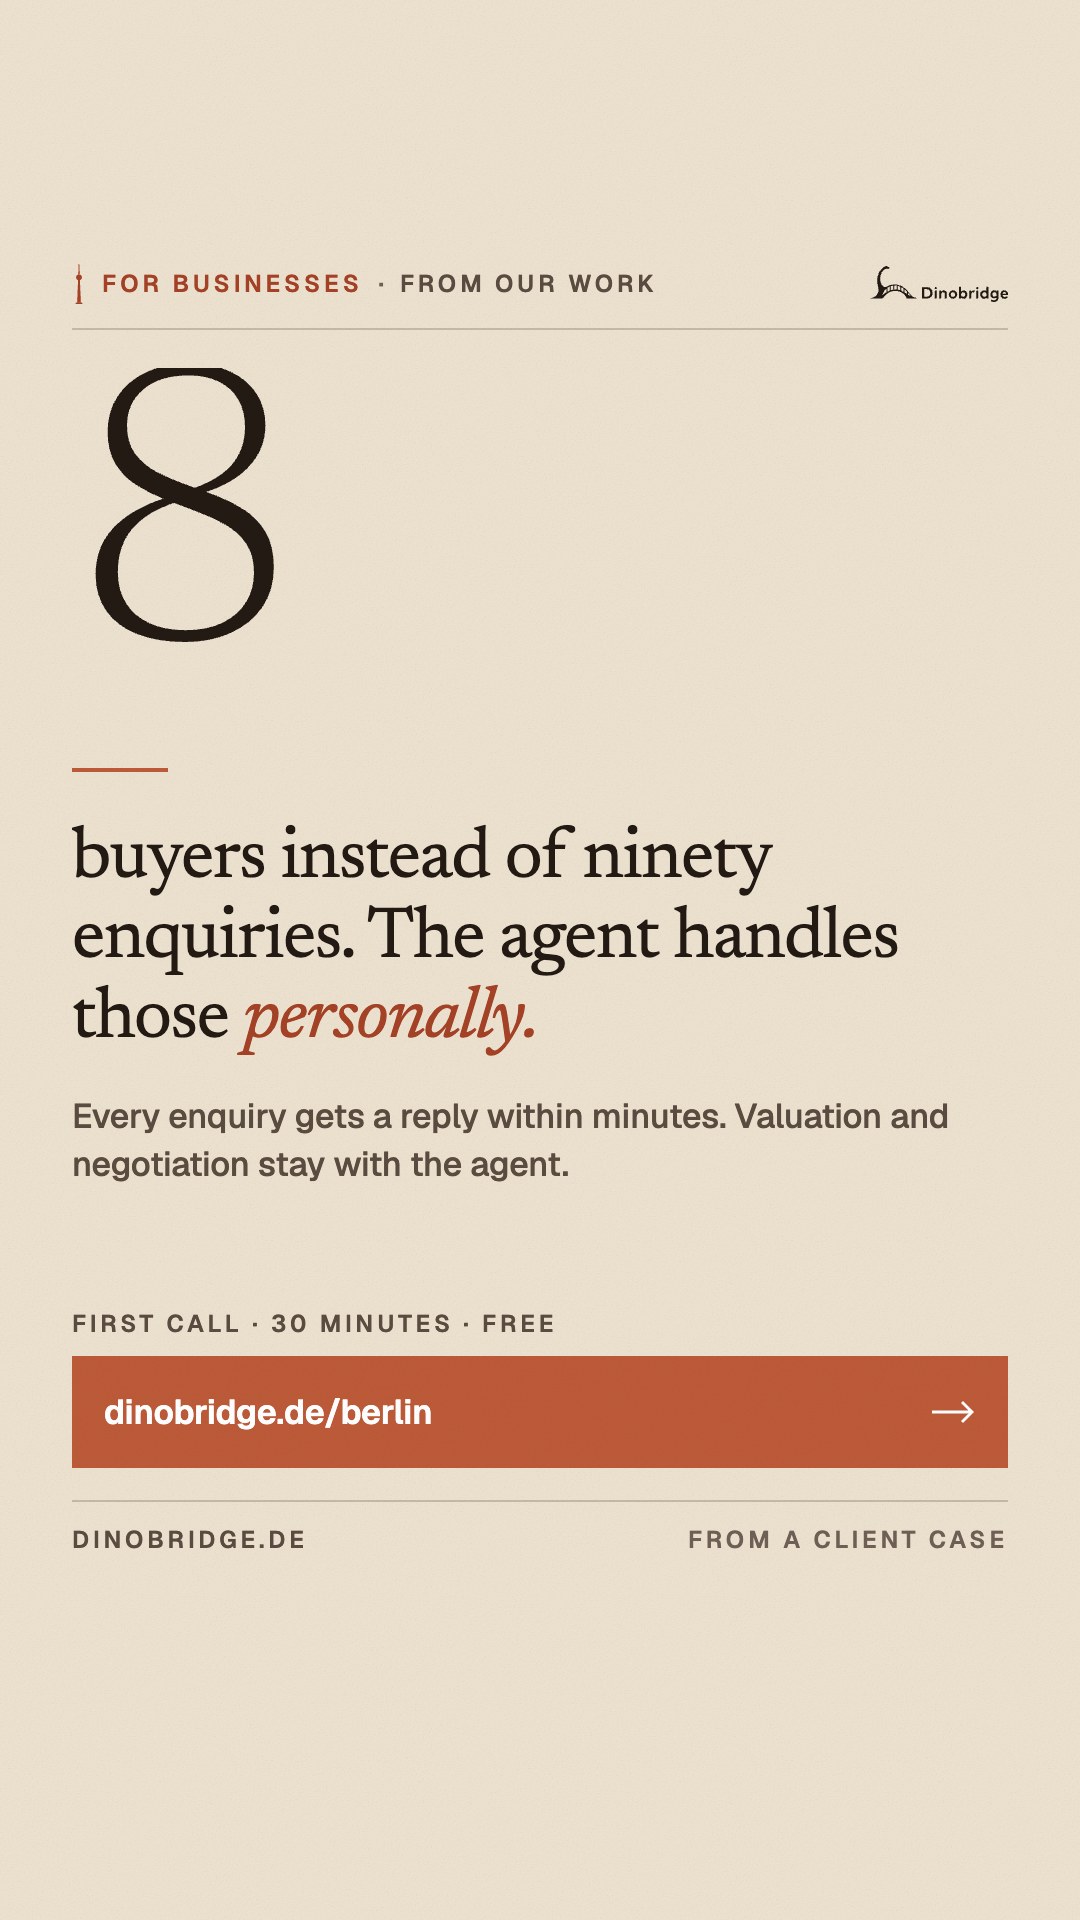 FOR BUSINESSES · FROM OUR WORK
Dinobridge
8
buyers instead of ninety
enquiries. The agent handles
those personally.
Every enquiry gets a reply within minutes. Valuation and
negotiation stay with the agent.
FIRST CALL · 30 MINUTES · FREE
dinobridge.de/berlin →
DINOBRIDGE.DE
FROM A CLIENT CASE